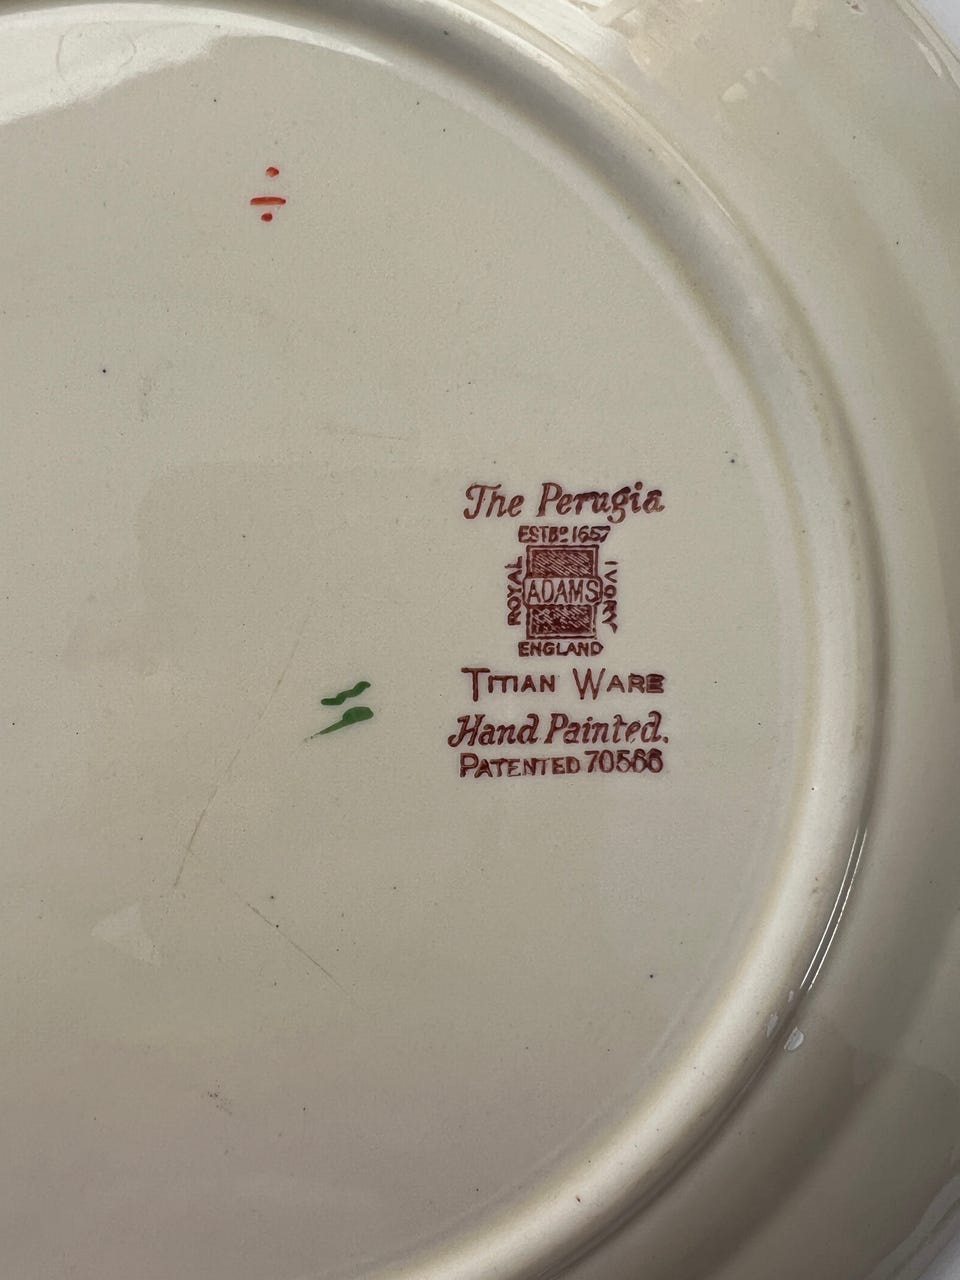 The Perugia
ESTBD 1657
ROYAL
ADAMS
IVORY
ENGLAND
TITIAN WARE
Hand Painted.
PATENTED 70566